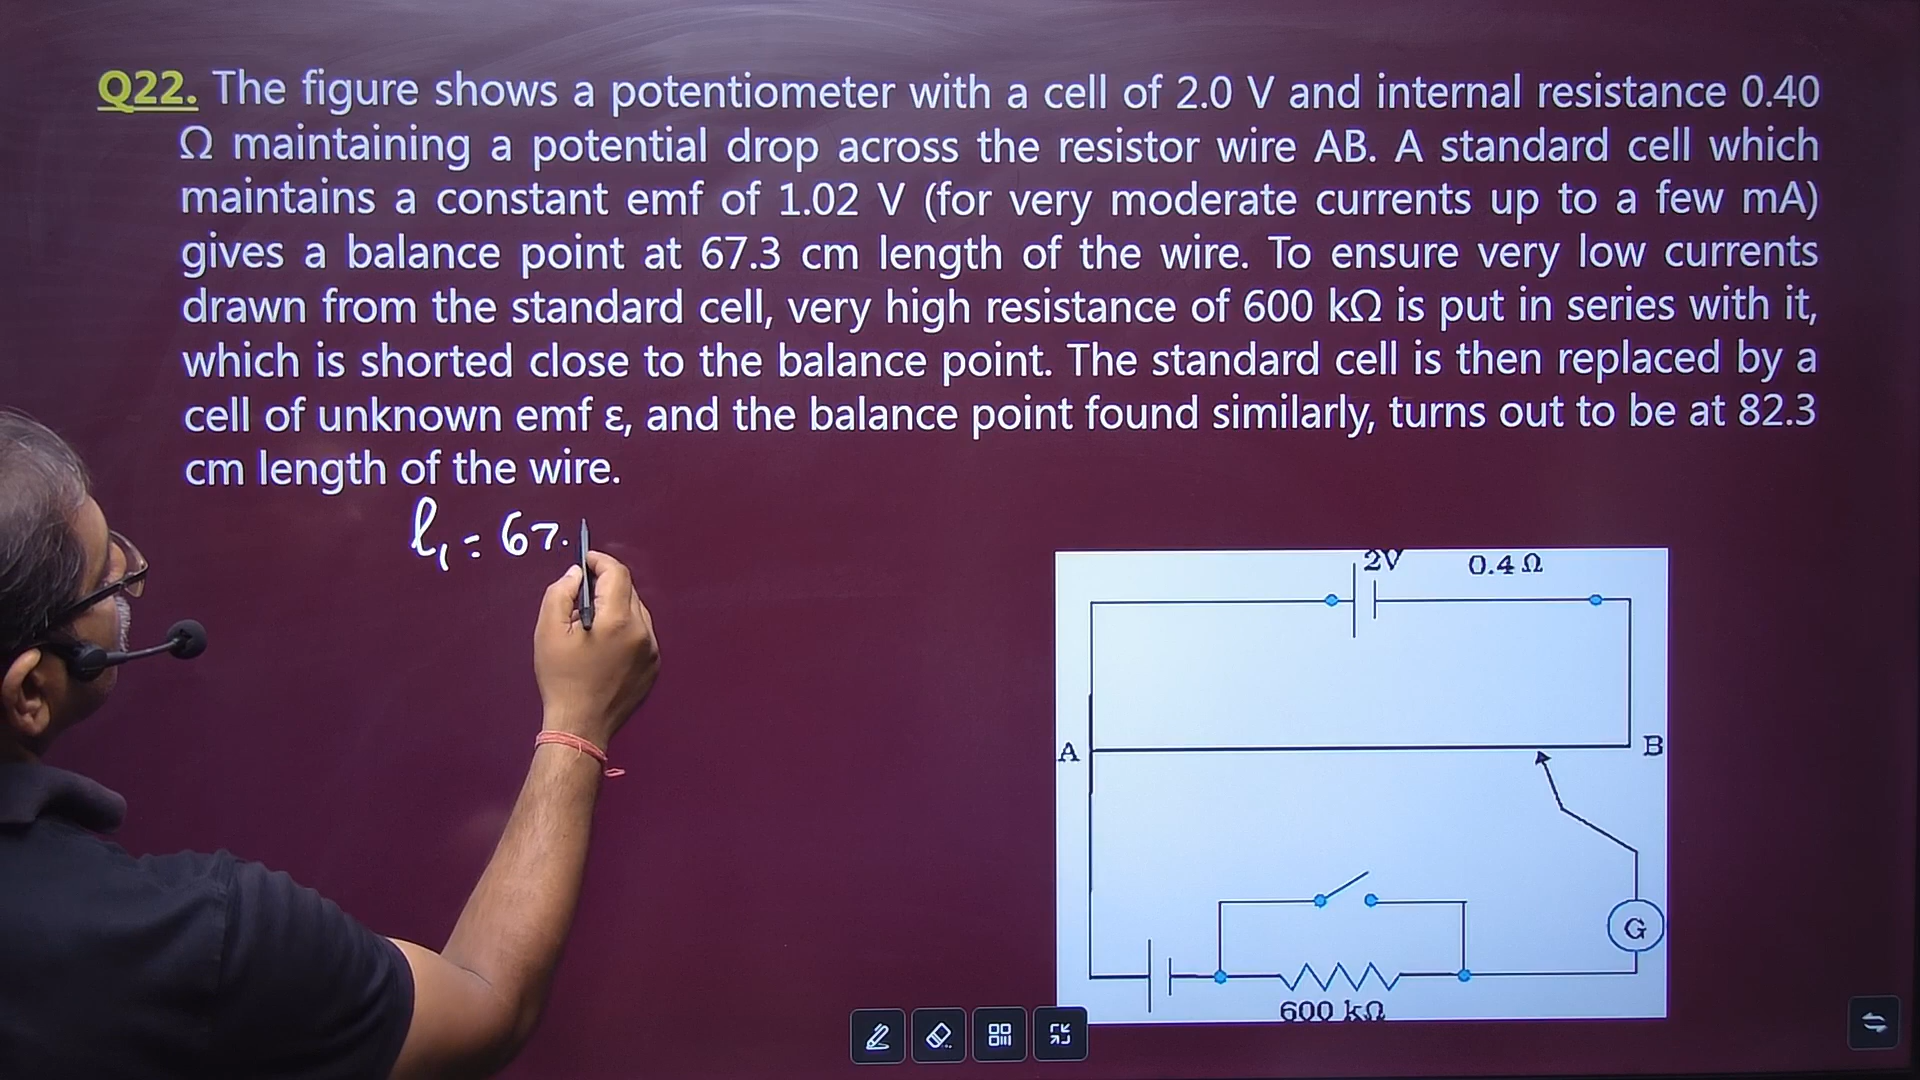 Q22. The figure shows a potentiometer with a cell of 2.0 V and internal resistance 0.40
Ω maintaining a potential drop across the resistor wire AB. A standard cell which
maintains a constant emf of 1.02 V (for very moderate currents up to a few mA)
gives a balance point at 67.3 cm length of the wire. To ensure very low currents
drawn from the standard cell, very high resistance of 600 kΩ is put in series with it,
which is shorted close to the balance point. The standard cell is then replaced by a
cell of unknown emf ε, and the balance point found similarly, turns out to be at 82.3
cm length of the wire.
l₁ = 67.
2V 0.4 Ω
A B
G
600 kΩ